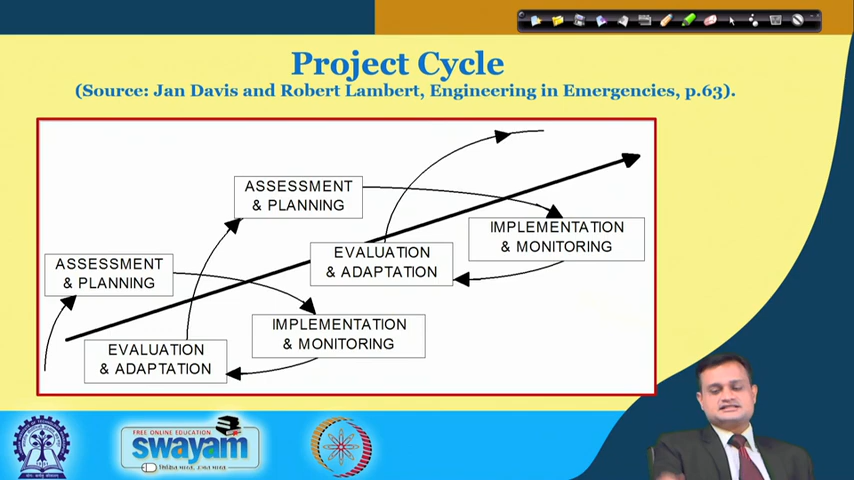 Project Cycle
(Source: Jan Davis and Robert Lambert, Engineering in Emergencies, p.63).
ASSESSMENT
& PLANNING
IMPLEMENTATION
& MONITORING
EVALUATION
& ADAPTATION
ASSESSMENT
& PLANNING
IMPLEMENTATION
& MONITORING
EVALUATION
& ADAPTATION
FREE ONLINE EDUCATION
swayam